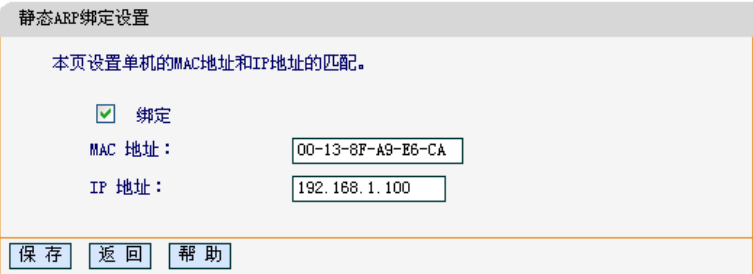 静态ARP绑定设置
本页设置单机的MAC地址和IP地址的匹配。
绑定
MAC 地址： 00-13-8F-A9-E6-CA
IP 地址： 192.168.1.100
保 存 返 回 帮 助